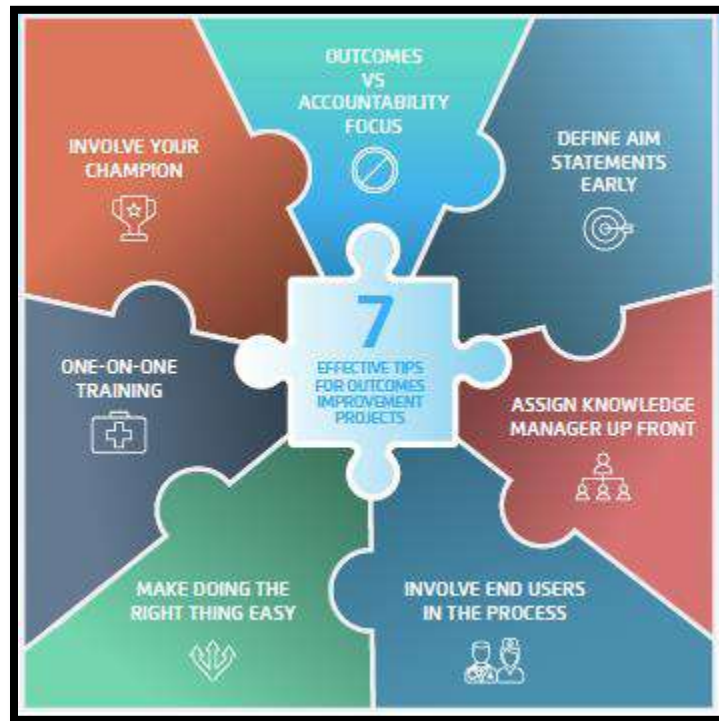 OUTCOMES
VS
ACCOUNTABILITY
FOCUS
DEFINE AIM
STATEMENTS
EARLY
ASSIGN KNOWLEDGE
MANAGER UP FRONT
INVOLVE END USERS
IN THE PROCESS
MAKE DOING THE
RIGHT THING EASY
ONE-ON-ONE
TRAINING
INVOLVE YOUR
CHAMPION
7
EFFECTIVE TIPS
FOR OUTCOMES
IMPROVEMENT
PROJECTS